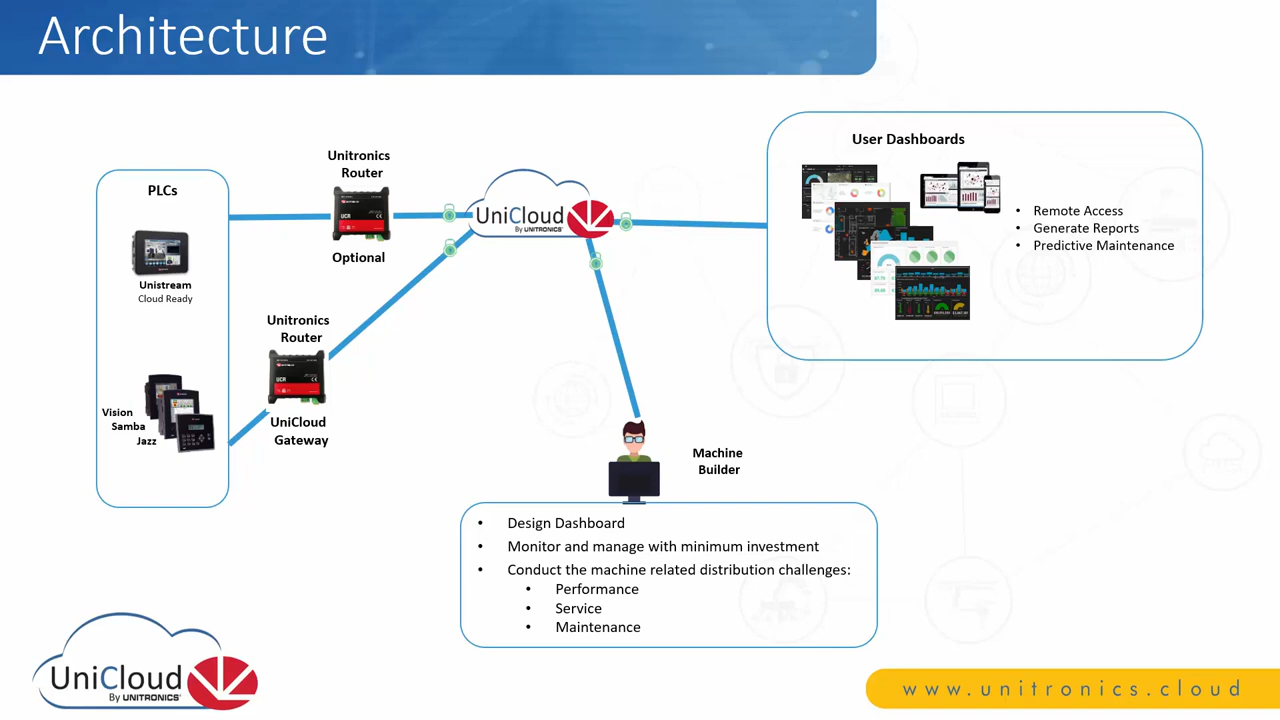 Architecture
PLCs
Unistream
Cloud Ready
Vision
Samba
Jazz
Unitronics
Router
UCR
Optional
Unitronics
Router
UCR
UniCloud
Gateway
UniCloud
By UNITRONICS
User Dashboards
• Remote Access
• Generate Reports
• Predictive Maintenance
Machine
Builder
• Design Dashboard
• Monitor and manage with minimum investment
• Conduct the machine related distribution challenges:
• Performance
• Service
• Maintenance
UniCloud
By UNITRONICS
www.unitronics.cloud